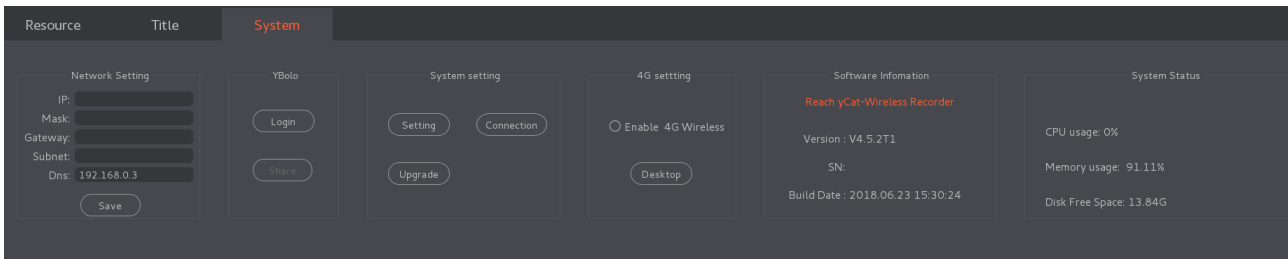 Resource Title System
Network Setting
IP:
Mask:
Gateway:
Subnet:
Dns: 192.168.0.3
Save
YBolo
Login
Share
System setting
Setting Connection
Upgrade
4G settting
Enable 4G Wireless
Desktop
Software Infomation
Reach yCat-Wireless Recorder
Version : V4.5.2T1
SN:
Build Date : 2018.06.23 15:30:24
System Status
CPU usage: 0%
Memory usage: 91.11%
Disk Free Space: 13.84G